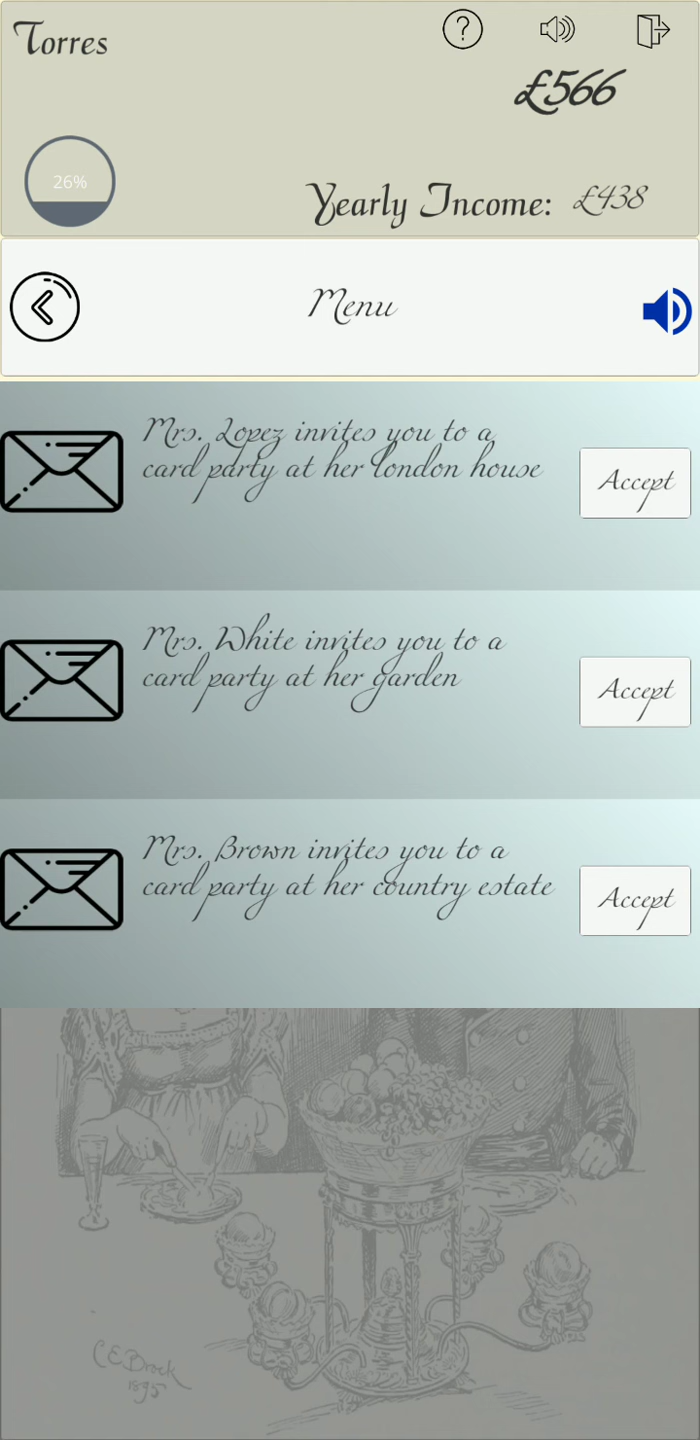 Torres
£566
26%
Yearly Income: £438
Menu
Mrs. Lopez invites you to a
card party at her london house
Accept
Mrs. White invites you to a
card party at her garden
Accept
Mrs. Brown invites you to a
card party at her country estate
Accept
C E Brock
1895